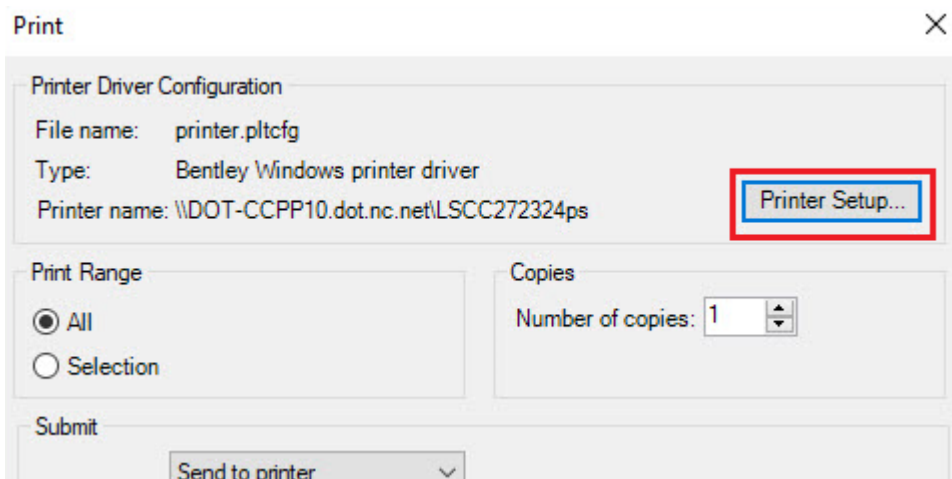 Print
Printer Driver Configuration
File name: printer.pltcfg
Type: Bentley Windows printer driver
Printer name: \\DOT-CCPP10.dot.nc.net\LSCC272324ps
Printer Setup...
Print Range
All
Selection
Copies
Number of copies: 1
Submit
Send to printer